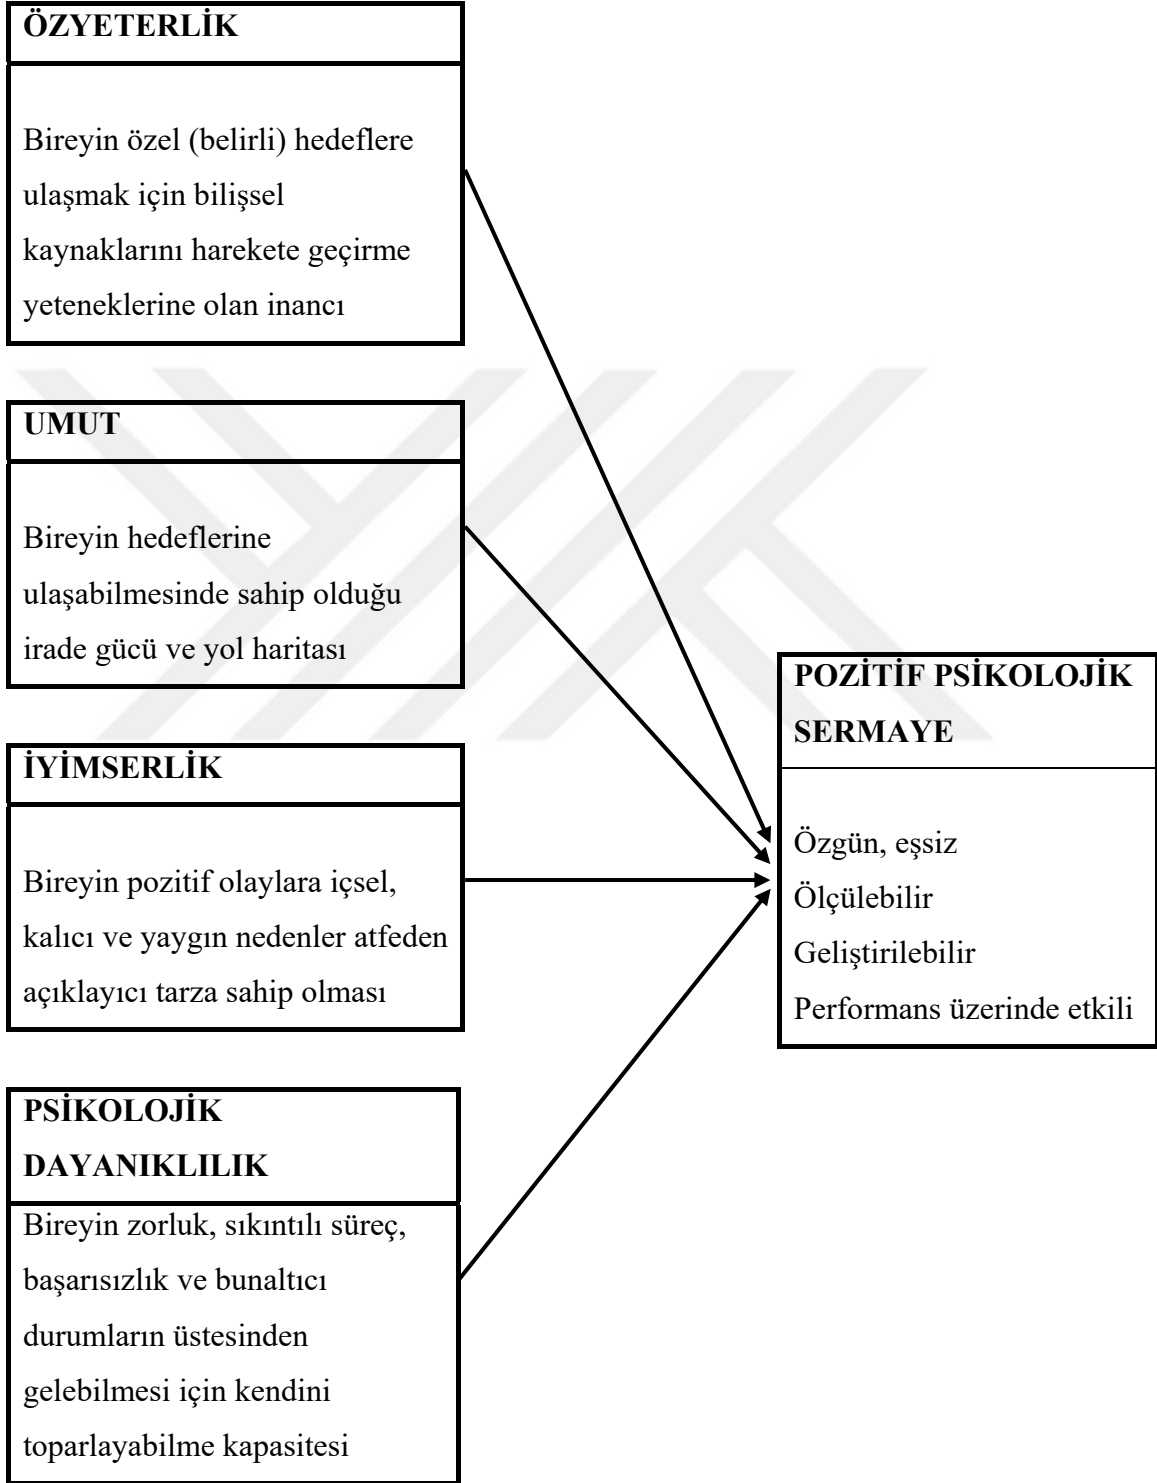 ÖZYETERLİK
Bireyin özel (belirli) hedeflere
ulaşmak için bilişsel
kaynaklarını harekete geçirme
yeteneklerine olan inancı
UMUT
Bireyin hedeflerine
ulaşabilmesinde sahip olduğu
irade gücü ve yol haritası
İYİMSERLİK
Bireyin pozitif olaylara içsel,
kalıcı ve yaygın nedenler atfeden
açıklayıcı tarza sahip olması
PSİKOLOJİK
DAYANIKLILIK
Bireyin zorluk, sıkıntılı süreç,
başarısızlık ve bunaltıcı
durumların üstesinden
gelebilmesi için kendini
toparlayabilme kapasitesi
POZİTİF PSİKOLOJİK
SERMAYE
Özgün, eşsiz
Ölçülebilir
Geliştirilebilir
Performans üzerinde etkili